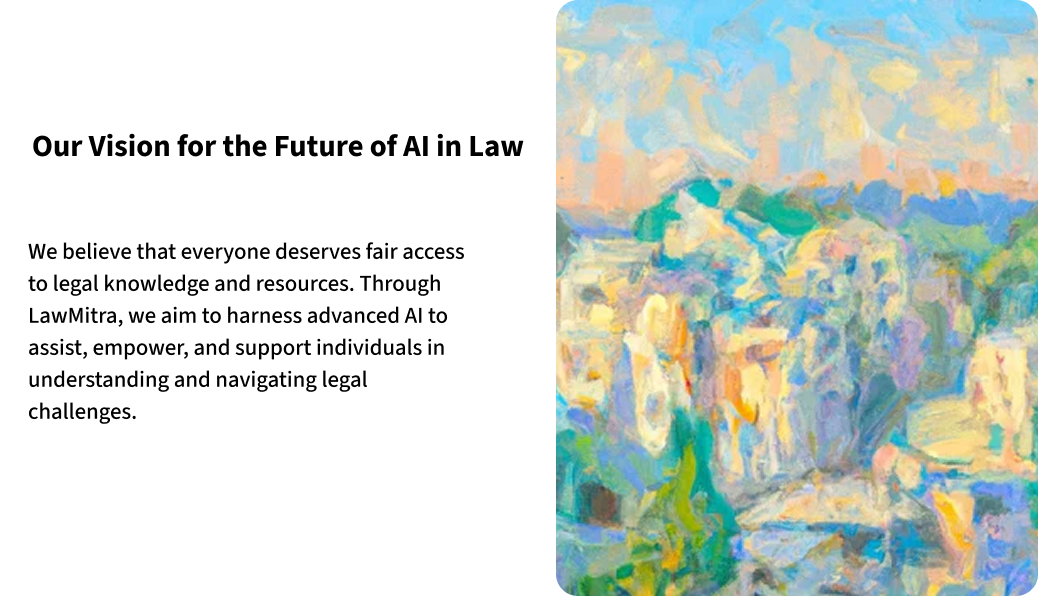 Our Vision for the Future of AI in Law
We believe that everyone deserves fair access
to legal knowledge and resources. Through
LawMitra, we aim to harness advanced AI to
assist, empower, and support individuals in
understanding and navigating legal
challenges.